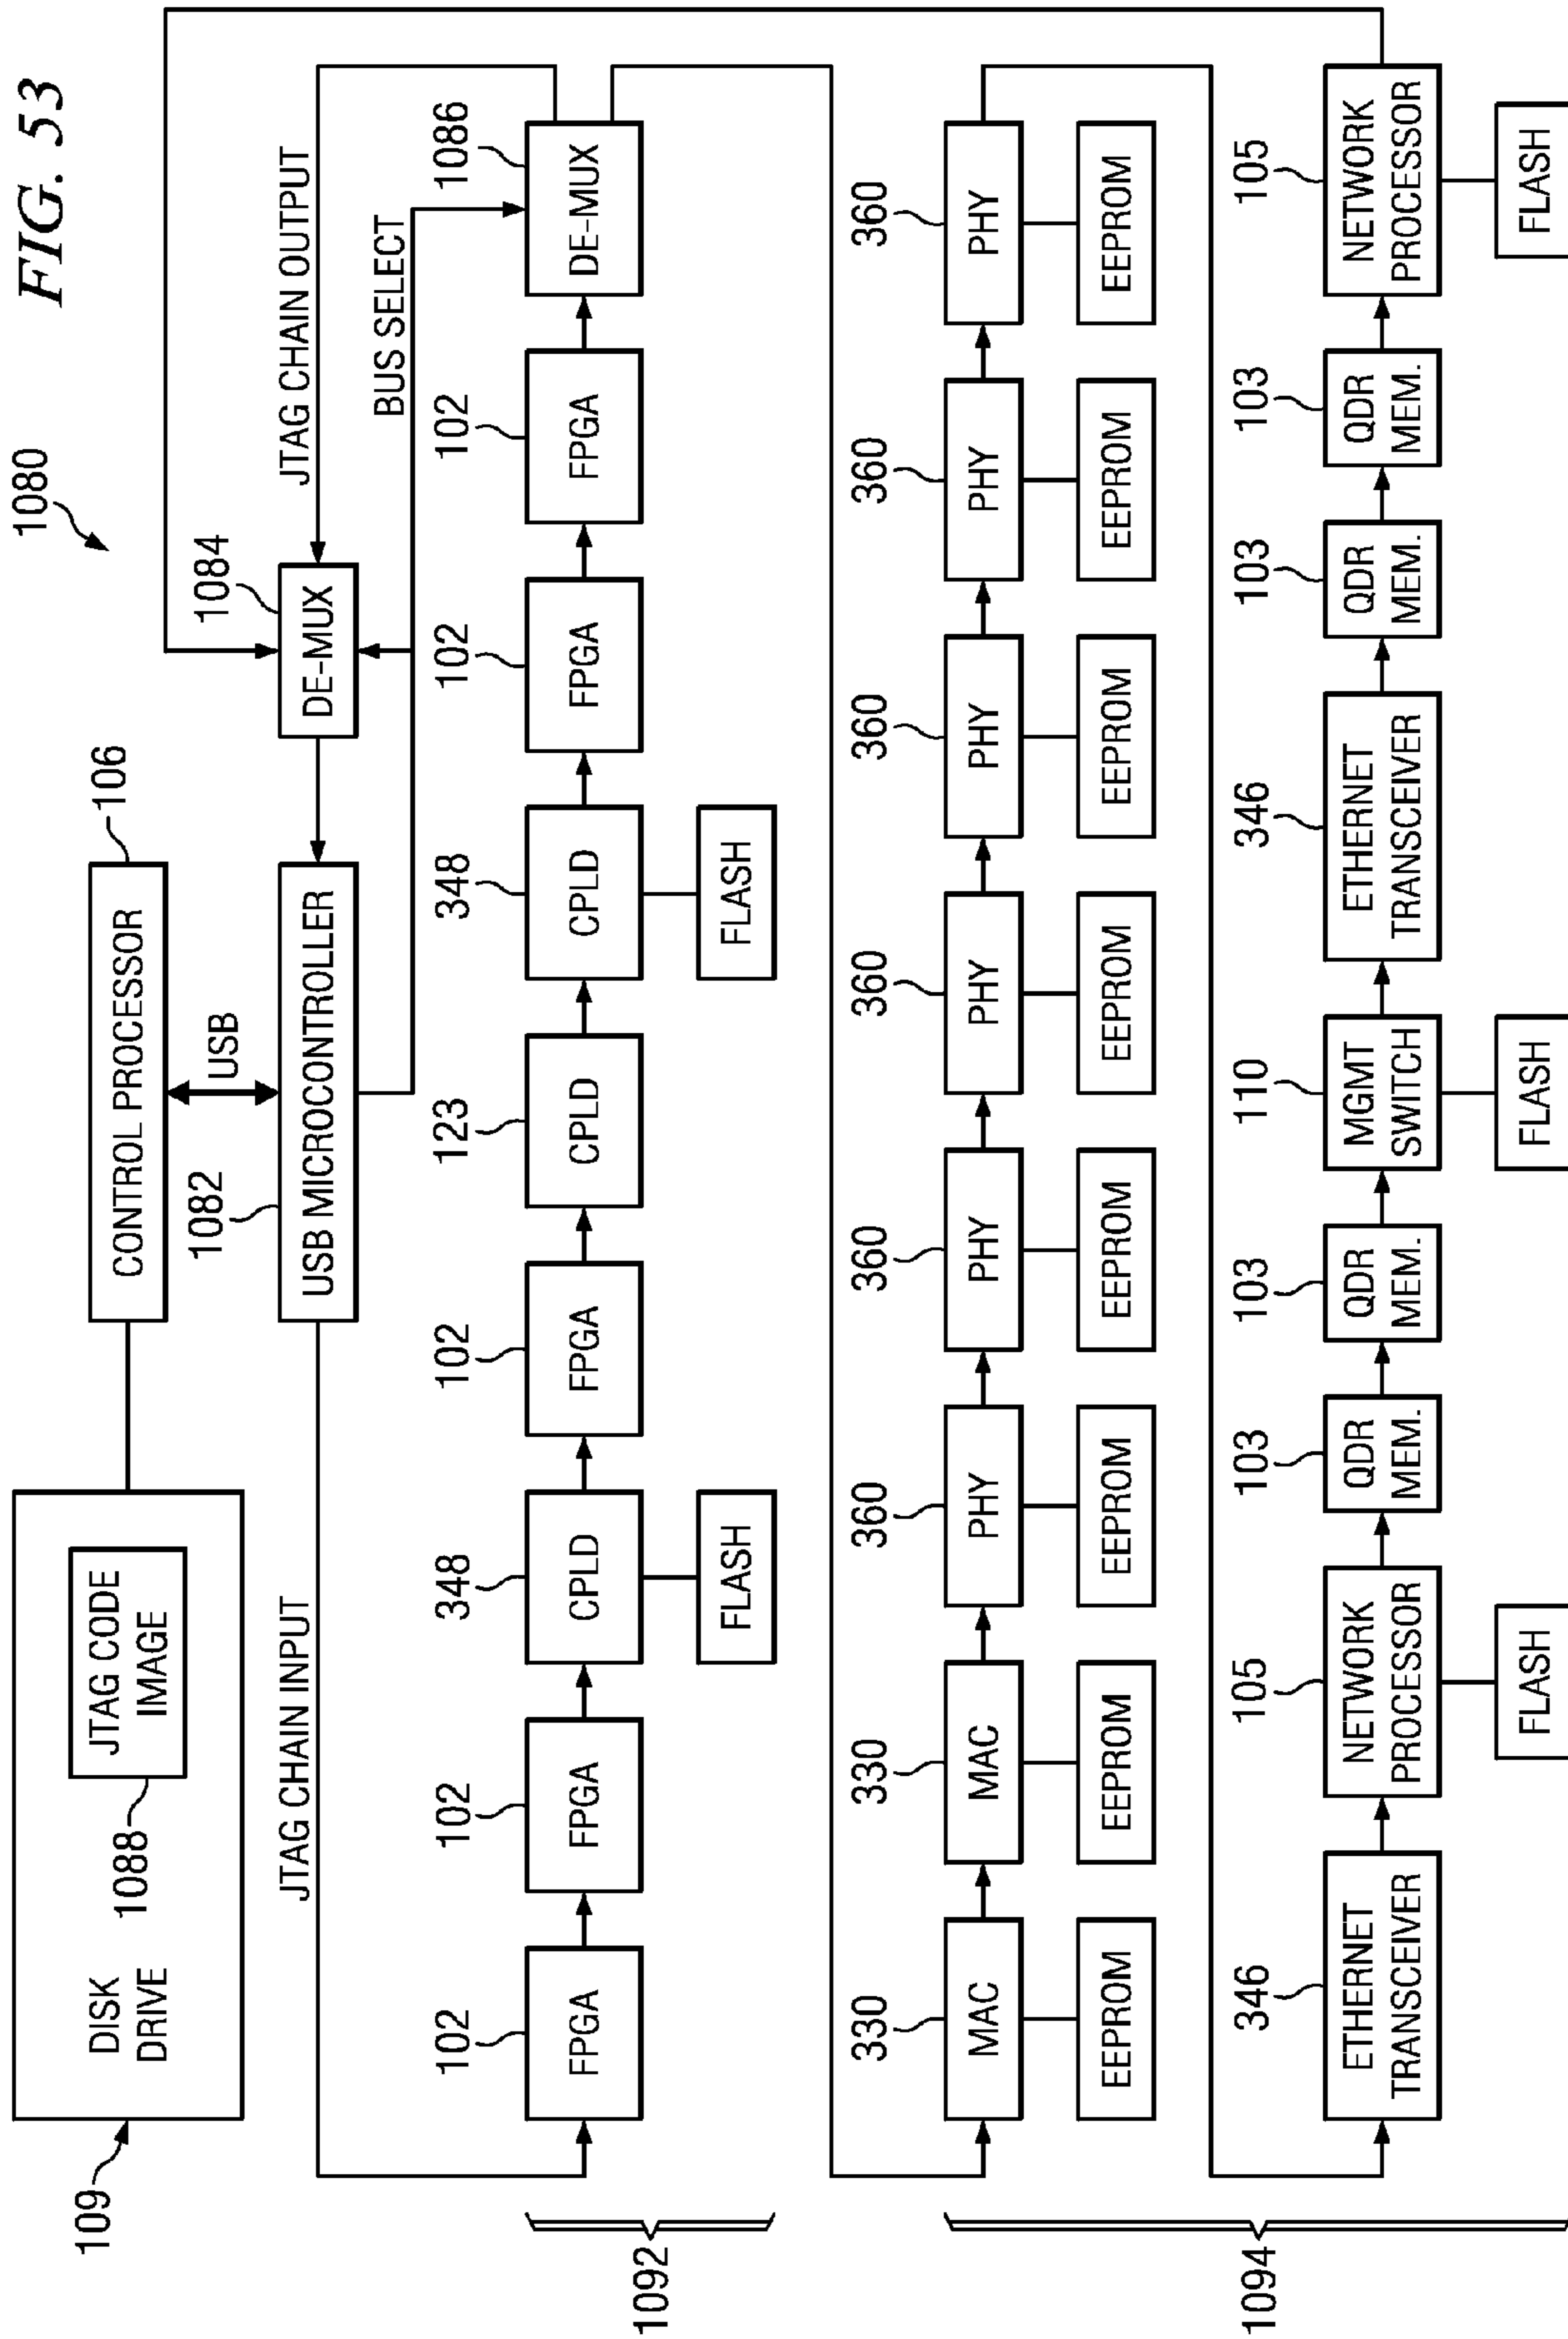 FIG. 53
1080
109
DISK
DRIVE
JTAG CODE
IMAGE
1088
CONTROL PROCESSOR
106
USB
1082
USB MICROCONTROLLER
1084
DE-MUX
JTAG CHAIN INPUT
JTAG CHAIN OUTPUT
BUS SELECT
1092
102
FPGA
102
FPGA
348
CPLD
FLASH
102
FPGA
123
CPLD
348
CPLD
FLASH
102
FPGA
102
FPGA
1086
DE-MUX
1094
330
MAC
EEPROM
330
MAC
EEPROM
360
PHY
EEPROM
360
PHY
EEPROM
360
PHY
EEPROM
360
PHY
EEPROM
360
PHY
EEPROM
360
PHY
EEPROM
346
ETHERNET
TRANSCEIVER
105
NETWORK
PROCESSOR
FLASH
103
QDR
MEM.
103
QDR
MEM.
110
MGMT
SWITCH
FLASH
346
ETHERNET
TRANSCEIVER
103
QDR
MEM.
103
QDR
MEM.
105
NETWORK
PROCESSOR
FLASH